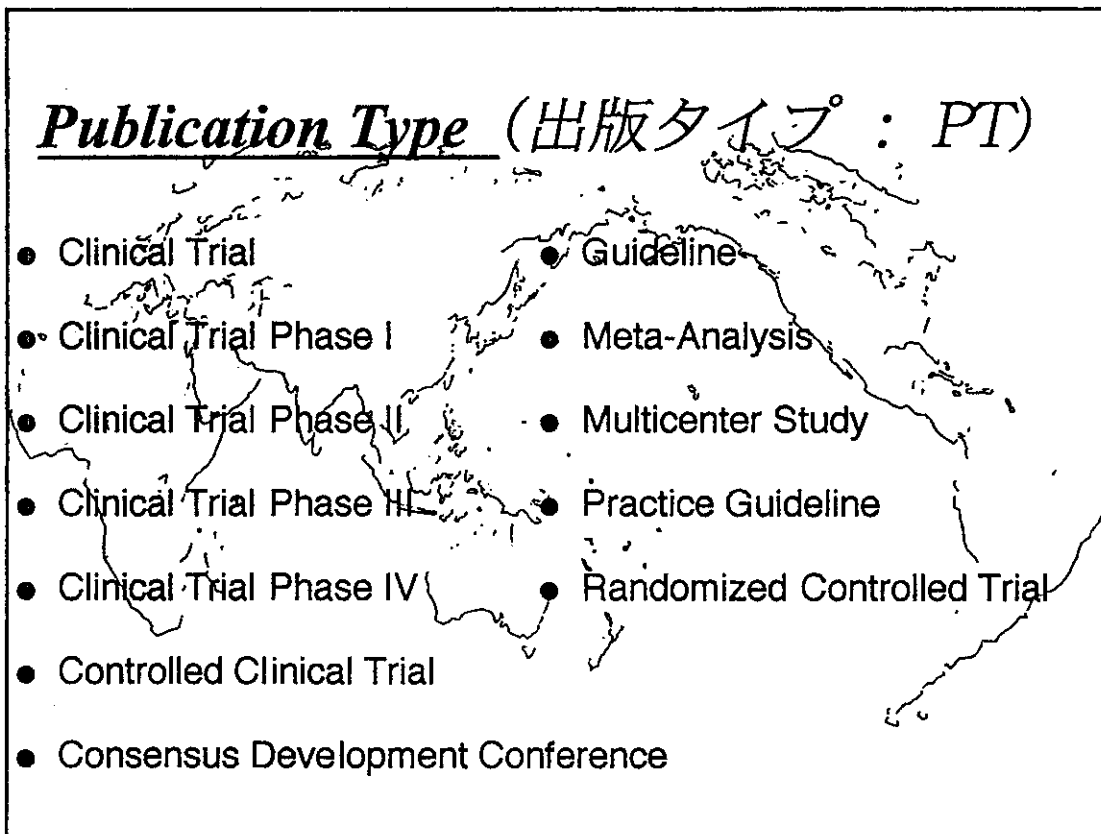 Publication Type (出版タイプ : PT)
● Clinical Trial
● Clinical Trial Phase I
● Clinical Trial Phase II
● Clinical Trial Phase III
● Clinical Trial Phase IV
● Controlled Clinical Trial
● Consensus Development Conference
● Guideline
● Meta-Analysis
● Multicenter Study
● Practice Guideline
● Randomized Controlled Trial